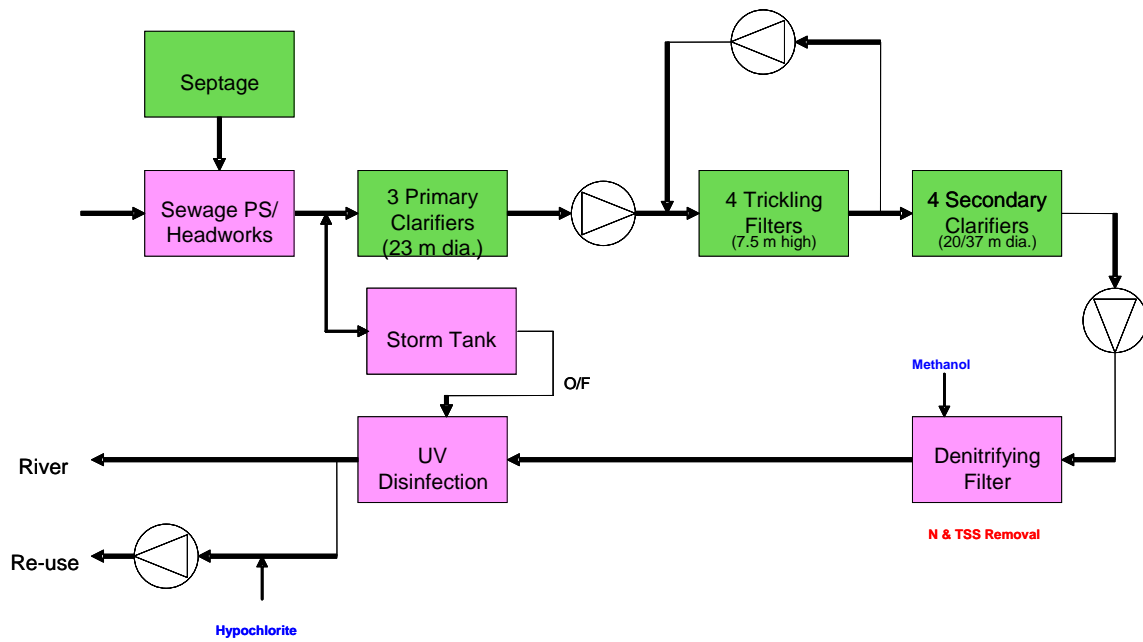 Septage
Sewage PS/
Headworks
3 Primary
Clarifiers
(23 m dia.)
4 Trickling
Filters
(7.5 m high)
4 Secondary
Clarifiers
(20/37 m dia.)
Storm Tank
O/F
Methanol
River
UV
Disinfection
Denitrifying
Filter
N & TSS Removal
Re-use
Hypochlorite